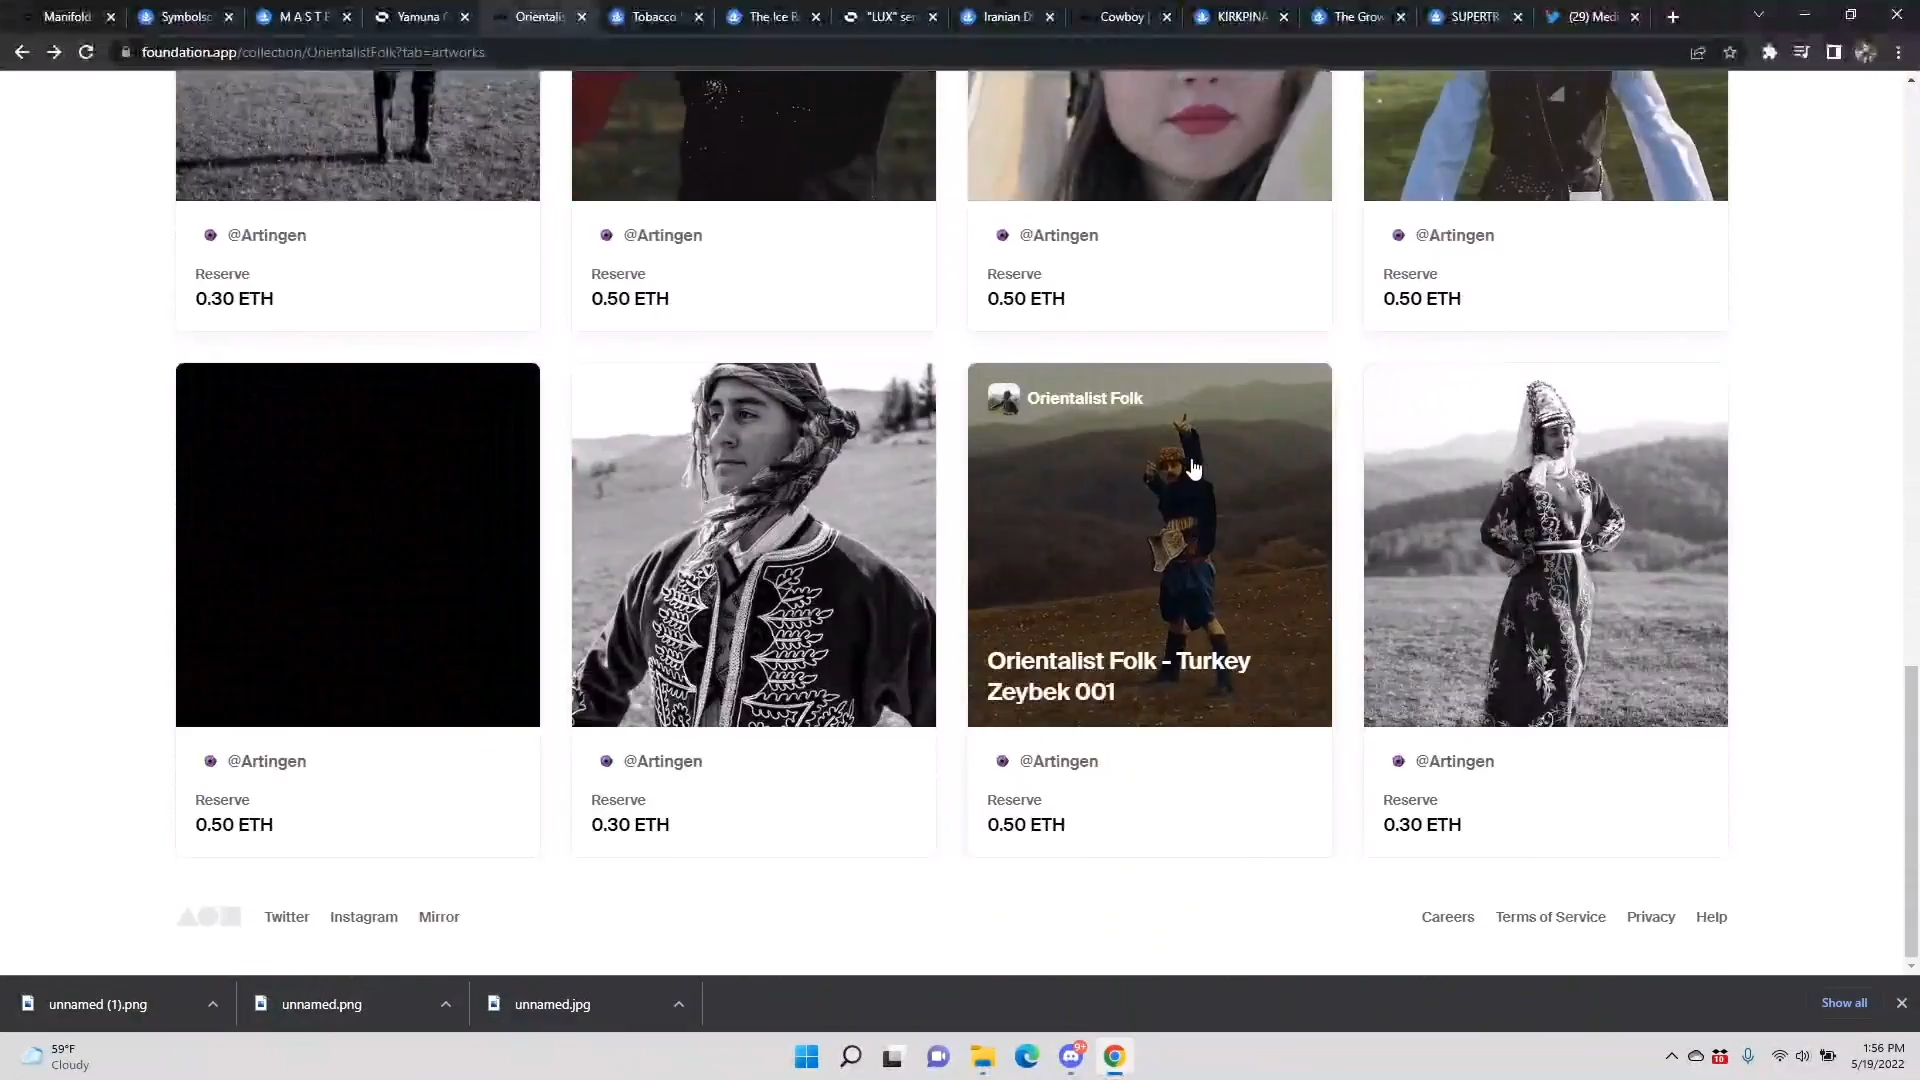 Manifold
Symbols
M A S T E
Yamuna
Orientalis
Tobacco
The Ice R
"LUX" ser
Iranian D
Cowboy |
KIRKPINA
The Grow
SUPERTR
(29) Medi
foundation.app/collection/OrientalistFolk?tab=artworks
@Artingen @Artingen @Artingen @Artingen
Reserve Reserve Reserve Reserve
0.30 ETH 0.50 ETH 0.50 ETH 0.50 ETH
Orientalist Folk
Orientalist Folk - Turkey
Zeybek 001
@Artingen @Artingen @Artingen @Artingen
Reserve Reserve Reserve Reserve
0.50 ETH 0.30 ETH 0.50 ETH 0.30 ETH
Twitter Instagram Mirror Careers Terms of Service Privacy Help
unnamed (1).png unnamed.png unnamed.jpg Show all
59°F
Cloudy
9+
10
1:56 PM
5/19/2022